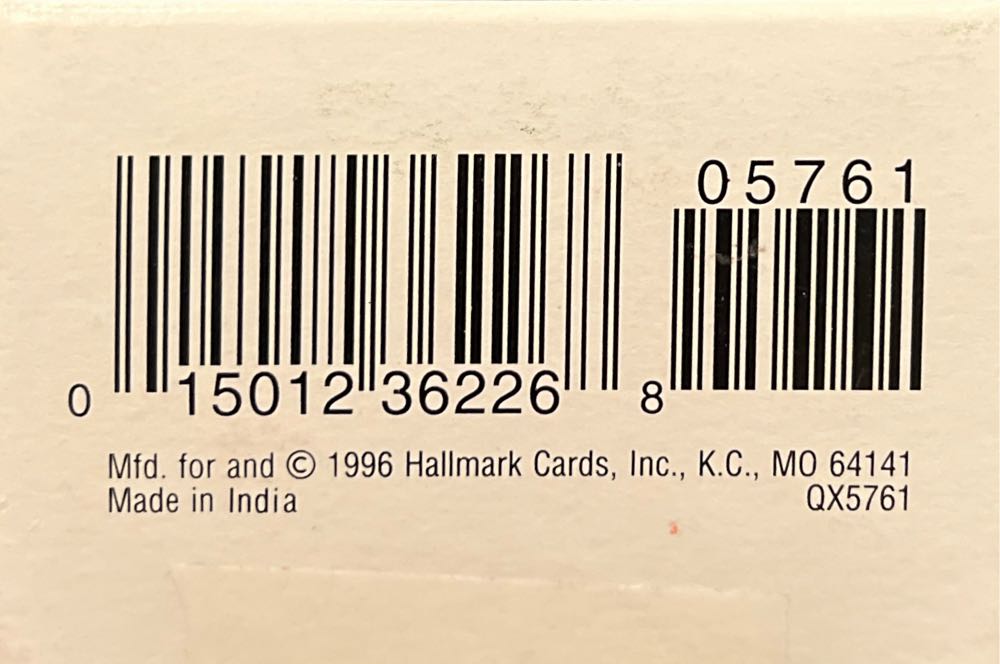 05761
0 15012 36226 8
Mfd. for and © 1996 Hallmark Cards, Inc., K.C., MO 64141
Made in India QX5761